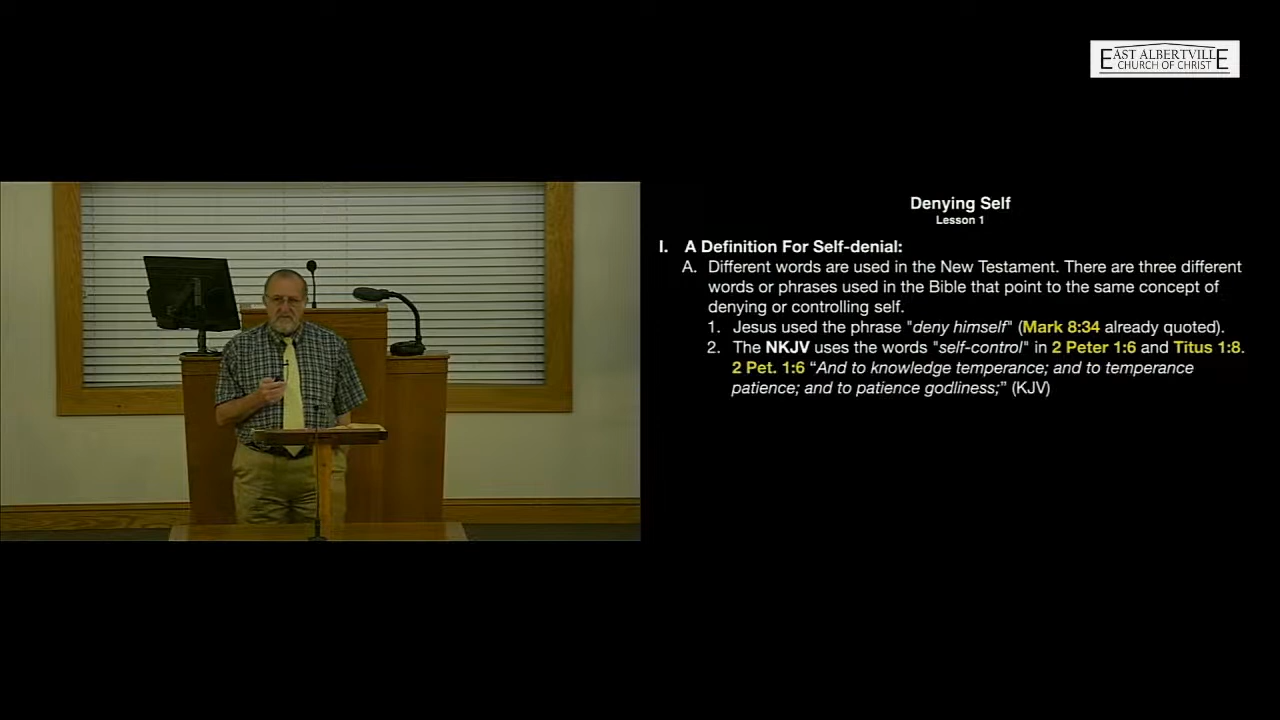 EAST ALBERTVILLE
CHURCH OF CHRIST
Denying Self
Lesson 1
I. A Definition For Self-denial:
A. Different words are used in the New Testament. There are three different
words or phrases used in the Bible that point to the same concept of
denying or controlling self.
1. Jesus used the phrase "deny himself" (Mark 8:34 already quoted).
2. The NKJV uses the words "self-control" in 2 Peter 1:6 and Titus 1:8.
2 Pet. 1:6 “And to knowledge temperance; and to temperance
patience; and to patience godliness;” (KJV)